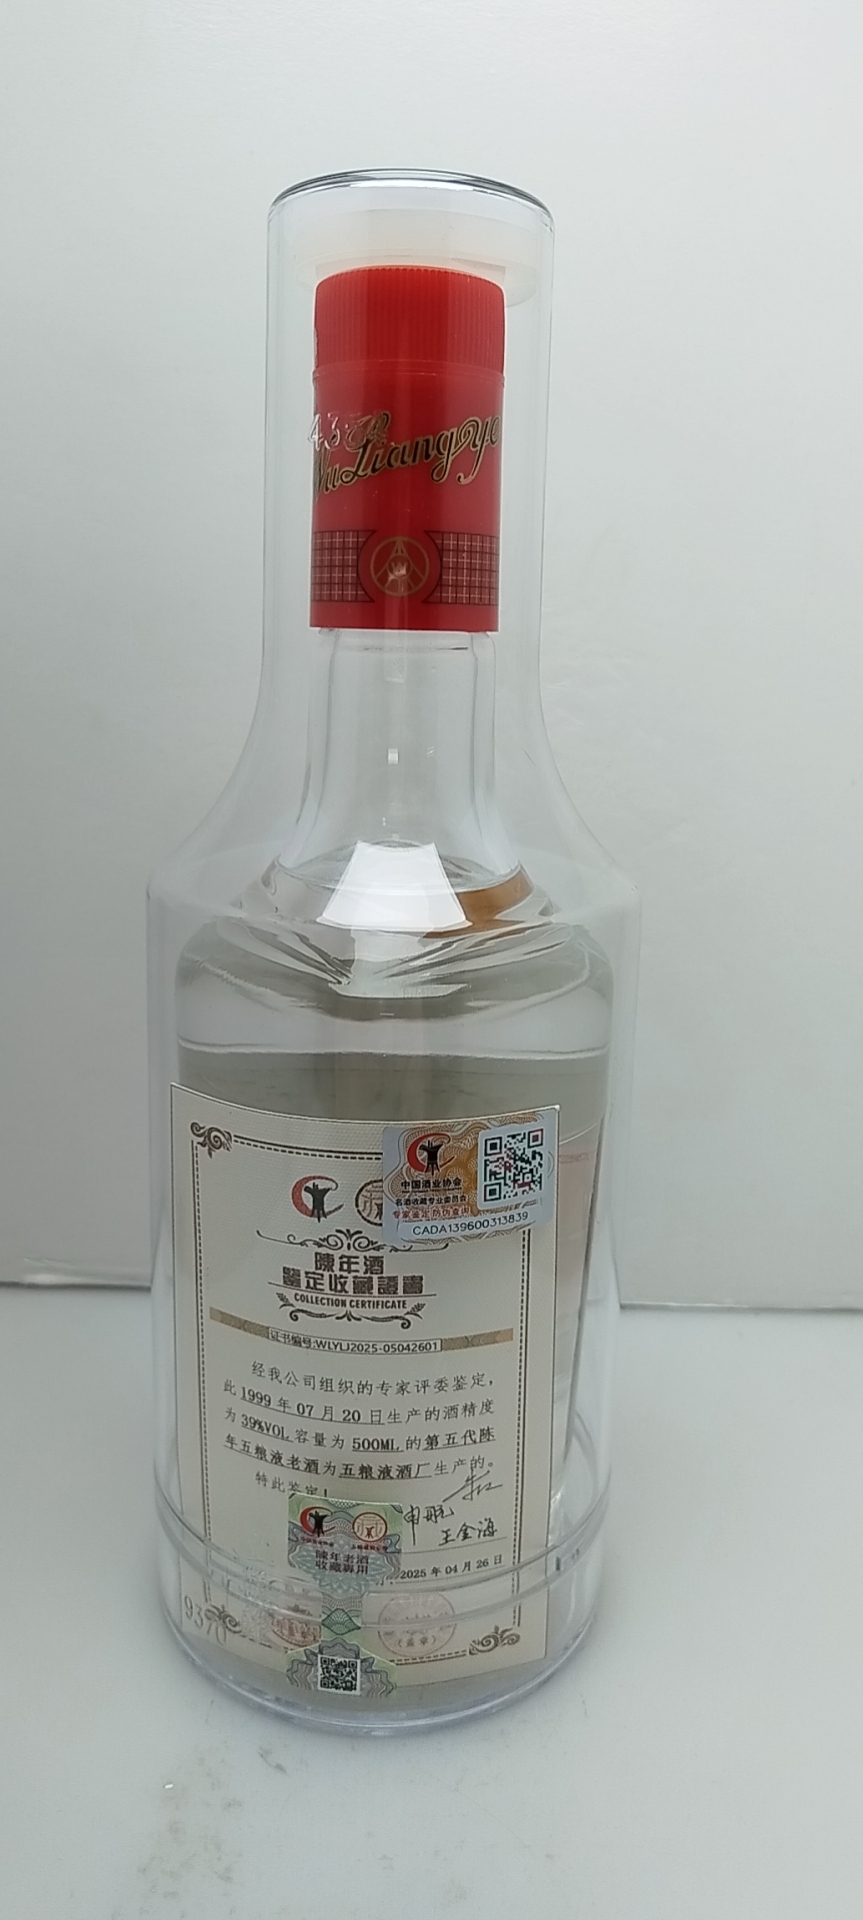 WuLiangye
W
中国酒业协会
名酒收藏专业委员会
专家鉴定防伪查询
CADA139600313839
陳年酒
鑒定收藏證書
COLLECTION CERTIFICATE
证书编号:WLYLJ2025-05042601
经我公司组织的专家评委鉴定,
此1999年07月20日生产的酒精度
为39%VOL容量为500ML的第五代陈
年五粮液老酒为五粮液酒厂生产的。
特此鉴定!
申航
王金海
陳年老酒
收藏專用
2025年04月26日
9370
(盖章)